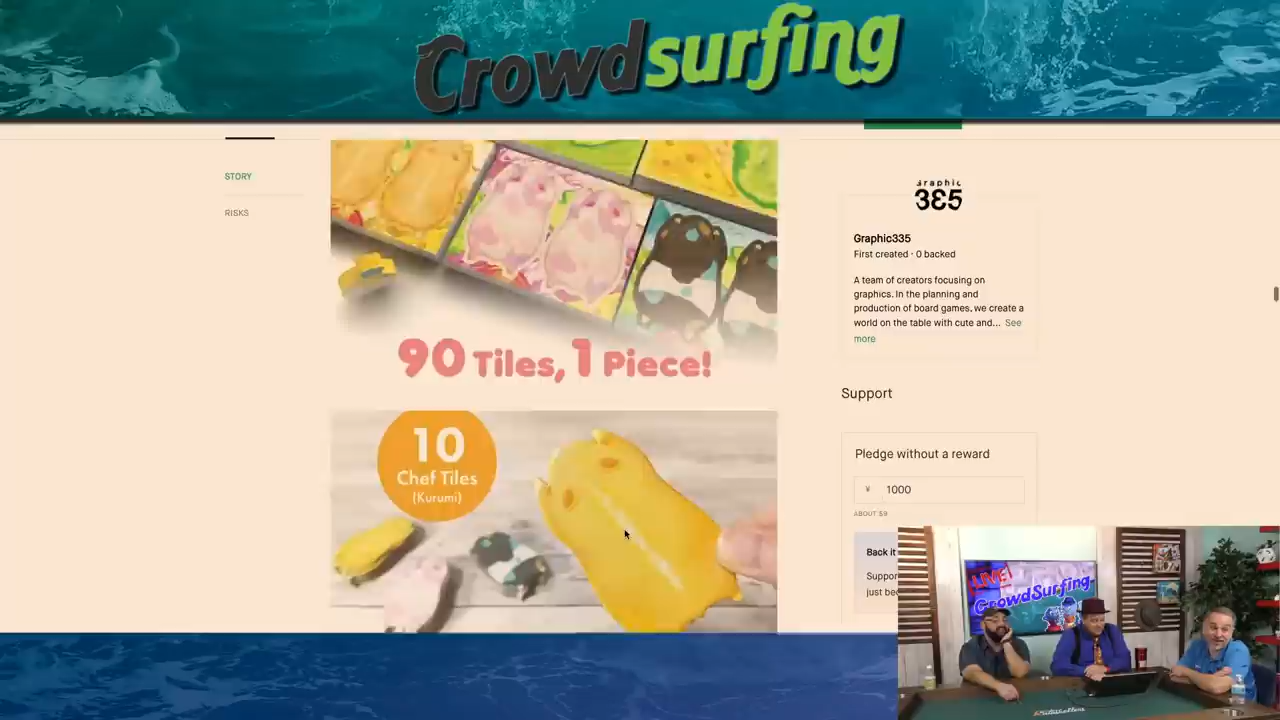 Crowdsurfing
STORY
RISKS
90 Tiles, 1 Piece!
10
Chef Tiles
(Kurumi)
graphic
335
Graphic335
First created · 0 backed
A team of creators focusing on
graphics. In the planning and
production of board games, we create a
world on the table with cute and... See
more
Support
Pledge without a reward
¥ 1000
ABOUT $9
Back it
Suppor
just bec
LIVE!
CrowdSurfing